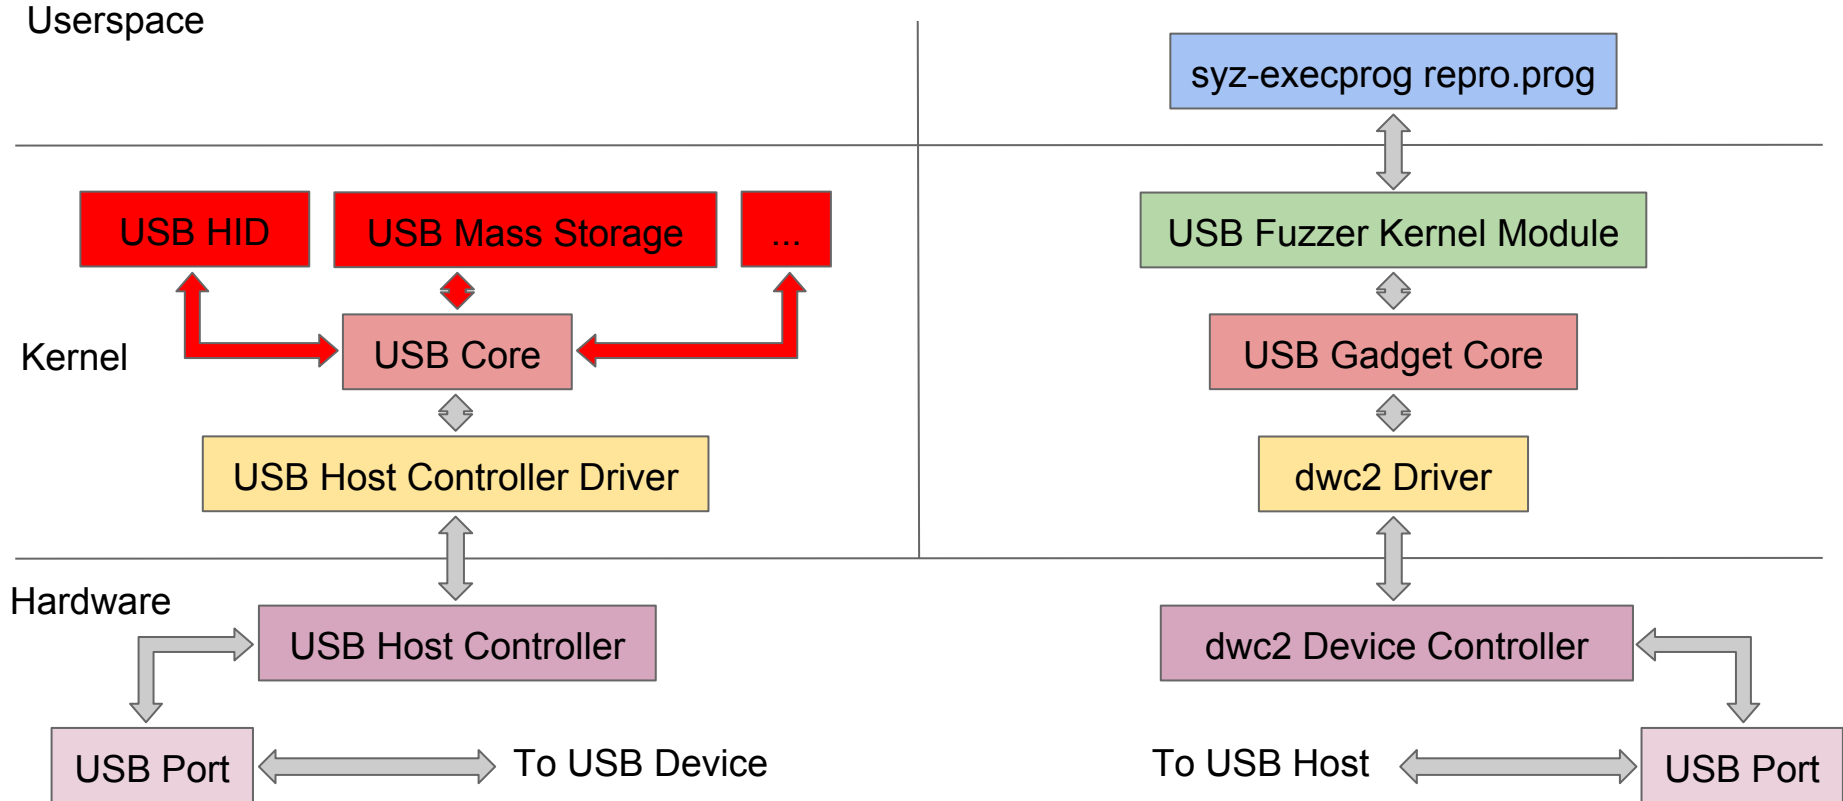 Userspace
syz-execprog repro.prog
USB HID
USB Mass Storage
...
USB Fuzzer Kernel Module
Kernel
USB Core
USB Gadget Core
USB Host Controller Driver
dwc2 Driver
Hardware
USB Host Controller
dwc2 Device Controller
USB Port
To USB Device
To USB Host
USB Port